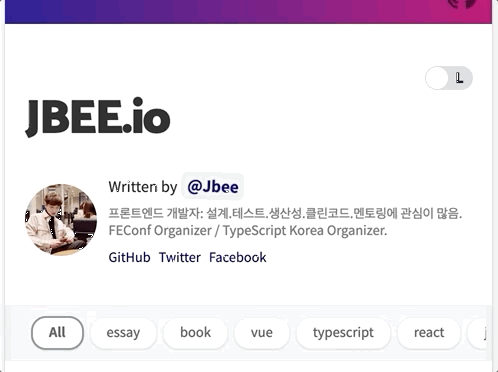 L
JBEE.io
Written by @Jbee
프론트엔드 개발자: 설계.테스트.생산성.클린코드.멘토링에 관심이 많음.
FEConf Organizer / TypeScript Korea Organizer.
GitHub Twitter Facebook
All essay book vue typescript react